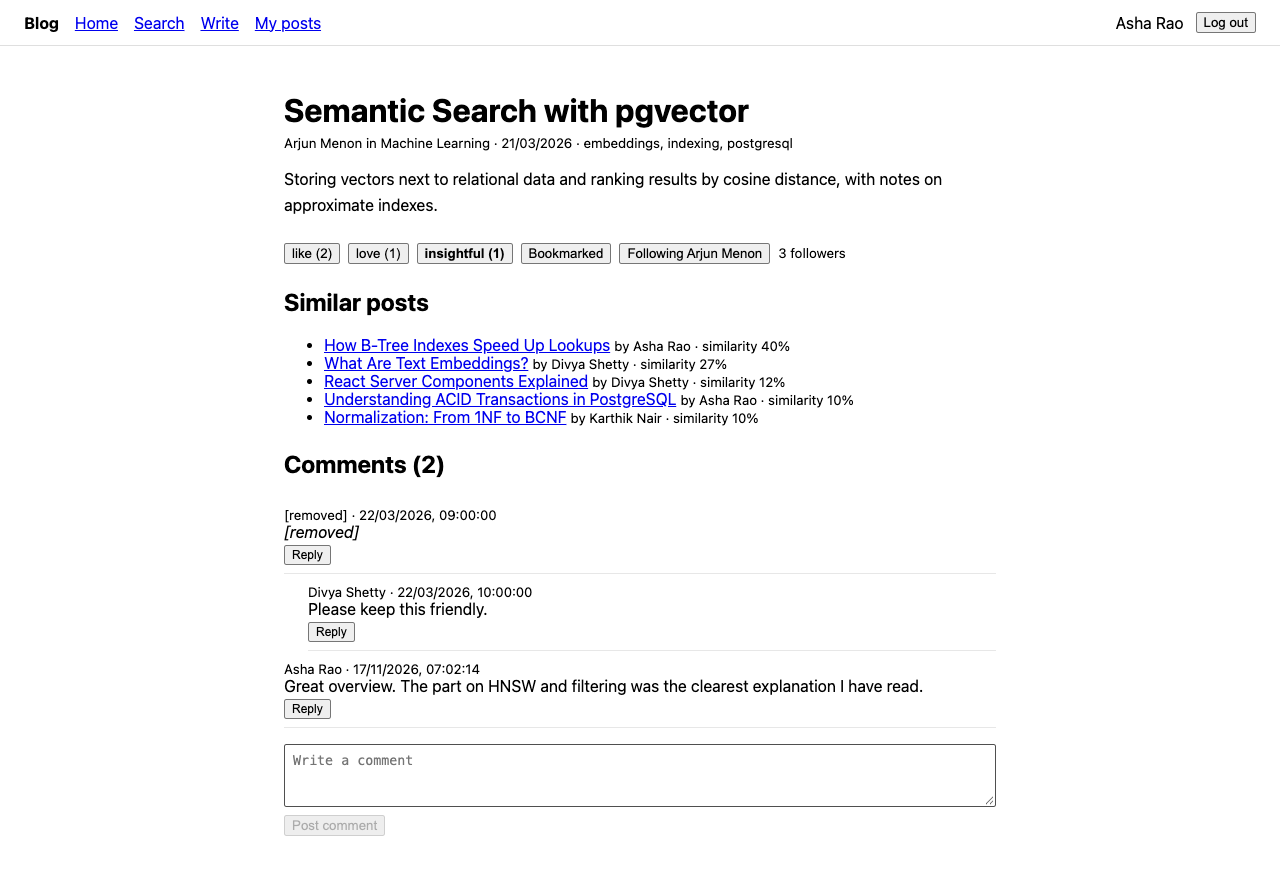 Blog Home Search Write My posts Asha Rao Log out
Semantic Search with pgvector
Arjun Menon in Machine Learning · 21/03/2026 · embeddings, indexing, postgresql
Storing vectors next to relational data and ranking results by cosine distance, with notes on
approximate indexes.
like (2) love (1) insightful (1) Bookmarked Following Arjun Menon 3 followers
Similar posts
• How B-Tree Indexes Speed Up Lookups by Asha Rao · similarity 40%
• What Are Text Embeddings? by Divya Shetty · similarity 27%
• React Server Components Explained by Divya Shetty · similarity 12%
• Understanding ACID Transactions in PostgreSQL by Asha Rao · similarity 10%
• Normalization: From 1NF to BCNF by Karthik Nair · similarity 10%
Comments (2)
[removed] · 22/03/2026, 09:00:00
[removed]
Reply
Divya Shetty · 22/03/2026, 10:00:00
Please keep this friendly.
Reply
Asha Rao · 17/11/2026, 07:02:14
Great overview. The part on HNSW and filtering was the clearest explanation I have read.
Reply
Write a comment
Post comment